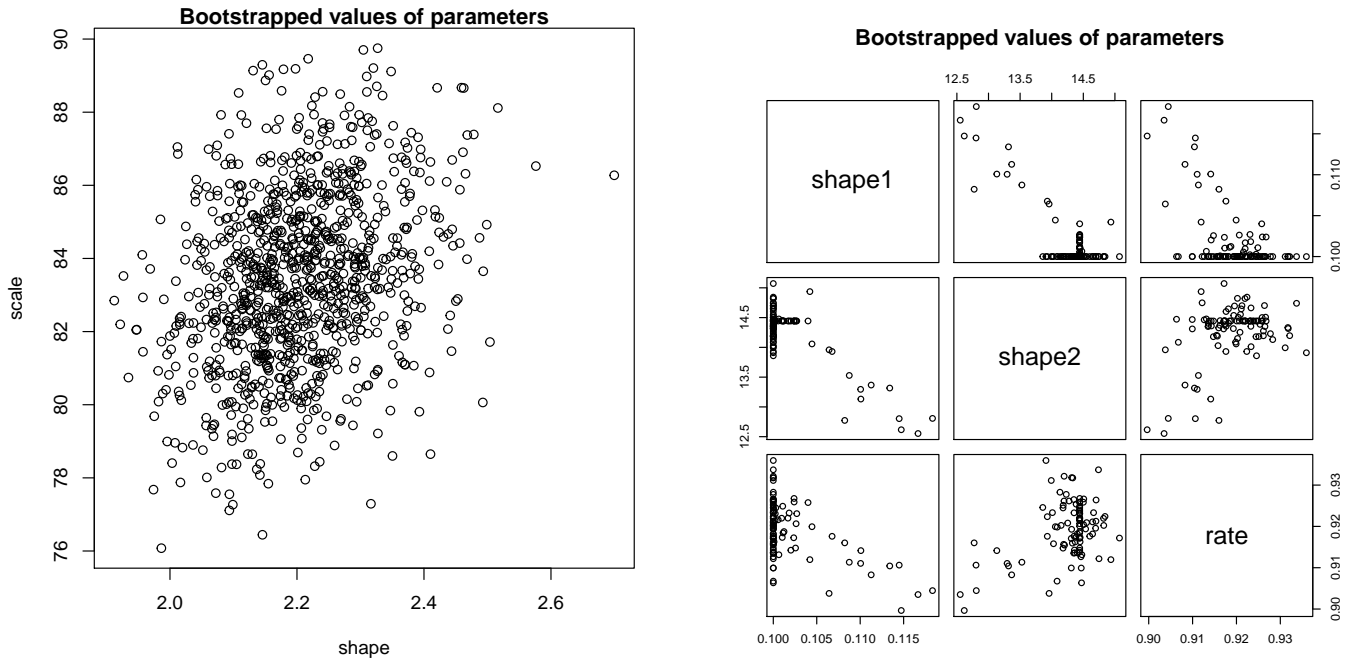 Bootstrapped values of parameters
scale
90
88
86
84
82
80
78
76
2.0 2.2 2.4 2.6
shape
Bootstrapped values of parameters
12.5 13.5 14.5
shape1
0.110
0.100
14.5
13.5
12.5
shape2
0.93
0.92
0.91
0.90
rate
0.100 0.105 0.110 0.115
0.90 0.91 0.92 0.93